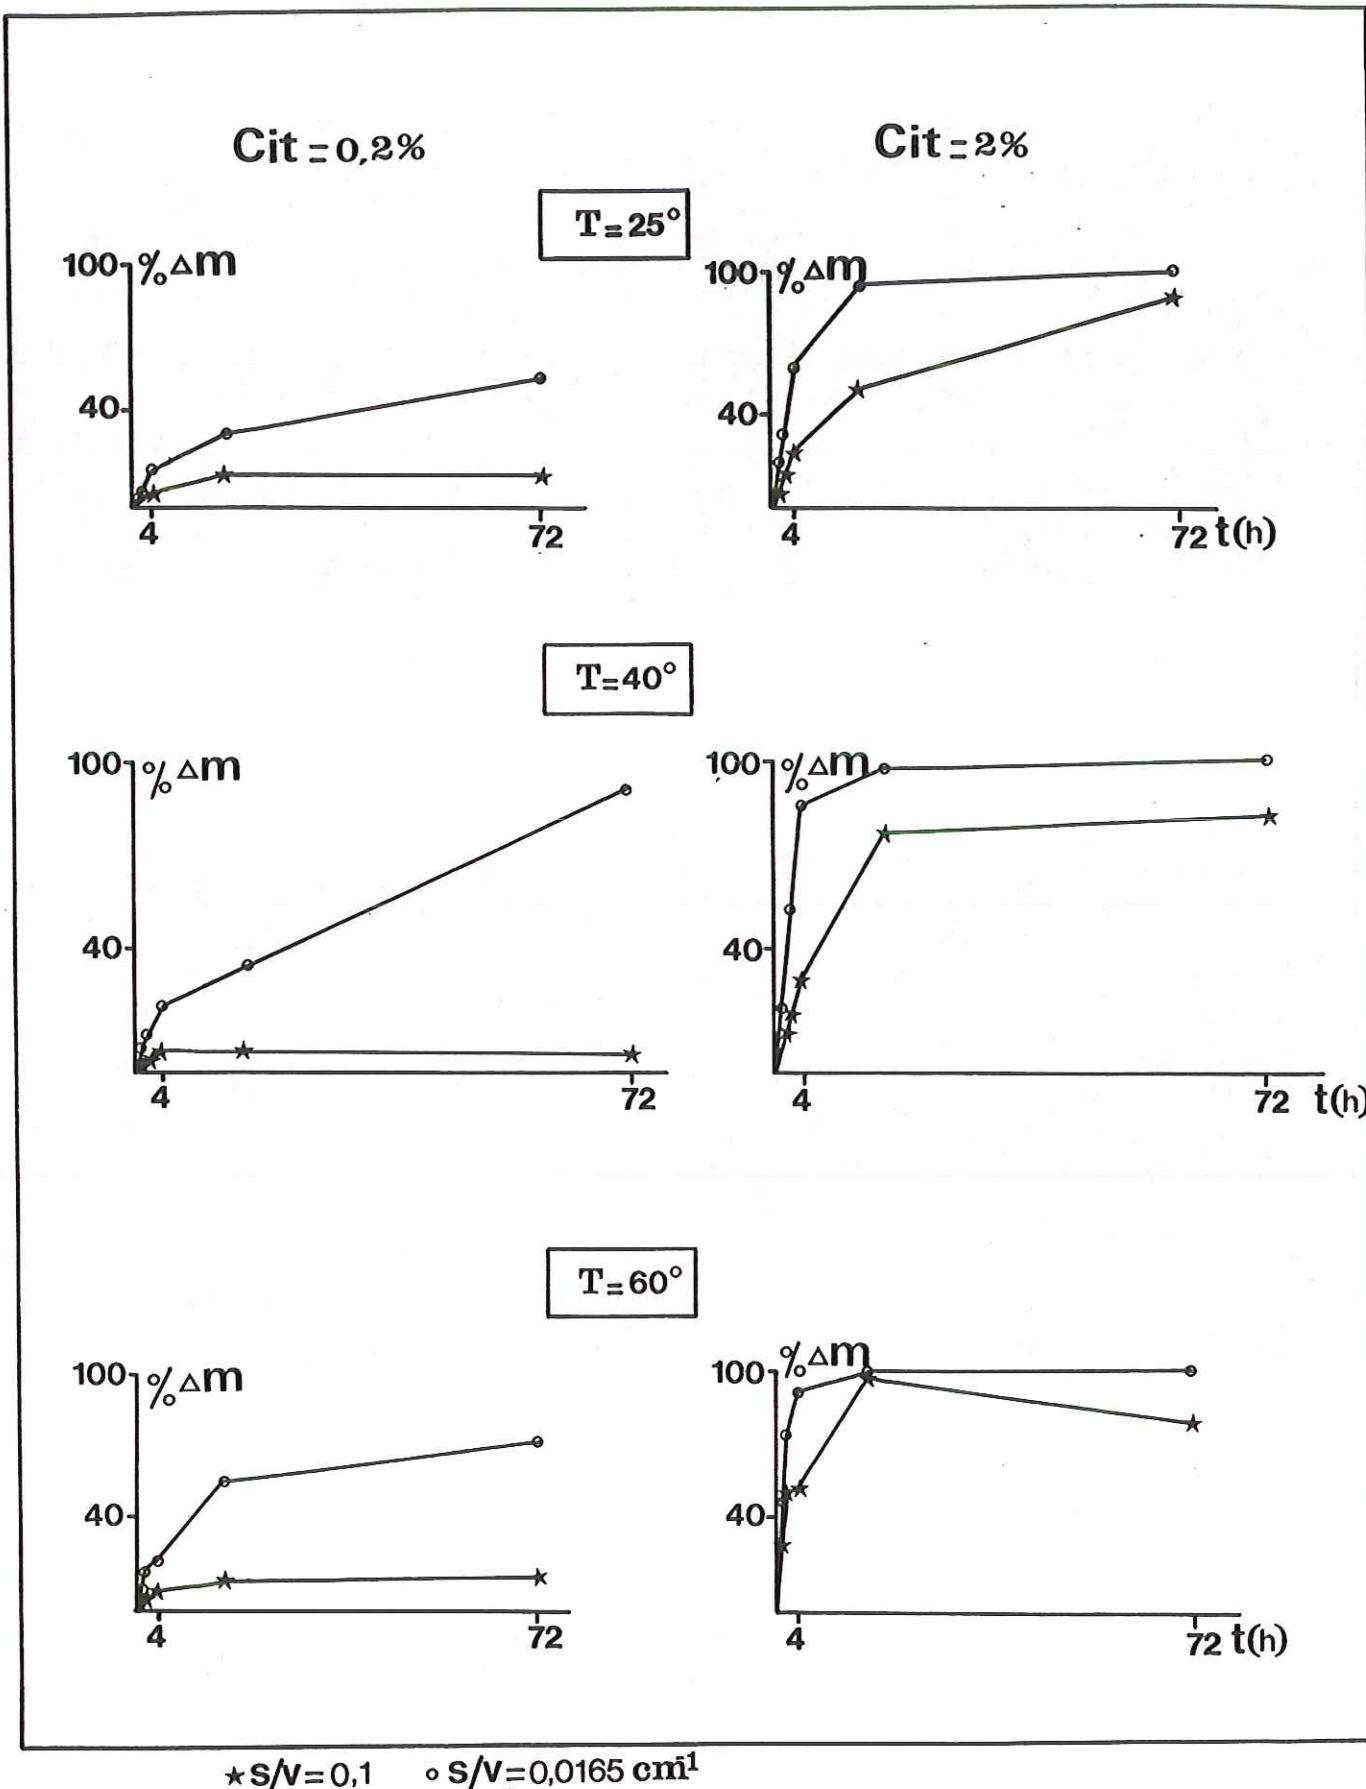 Cit = 0,2%
Cit = 2%
T = 25°
100 % Δm
40
4 72
100 % Δm
40
4 72 t(h)
T = 40°
100 % Δm
40
4 72
100 % Δm
40
4 72 t(h)
T = 60°
100 % Δm
40
4 72
100 % Δm
40
4 72 t(h)
★ S/V = 0,1 ○ S/V = 0,0165 cm⁻¹